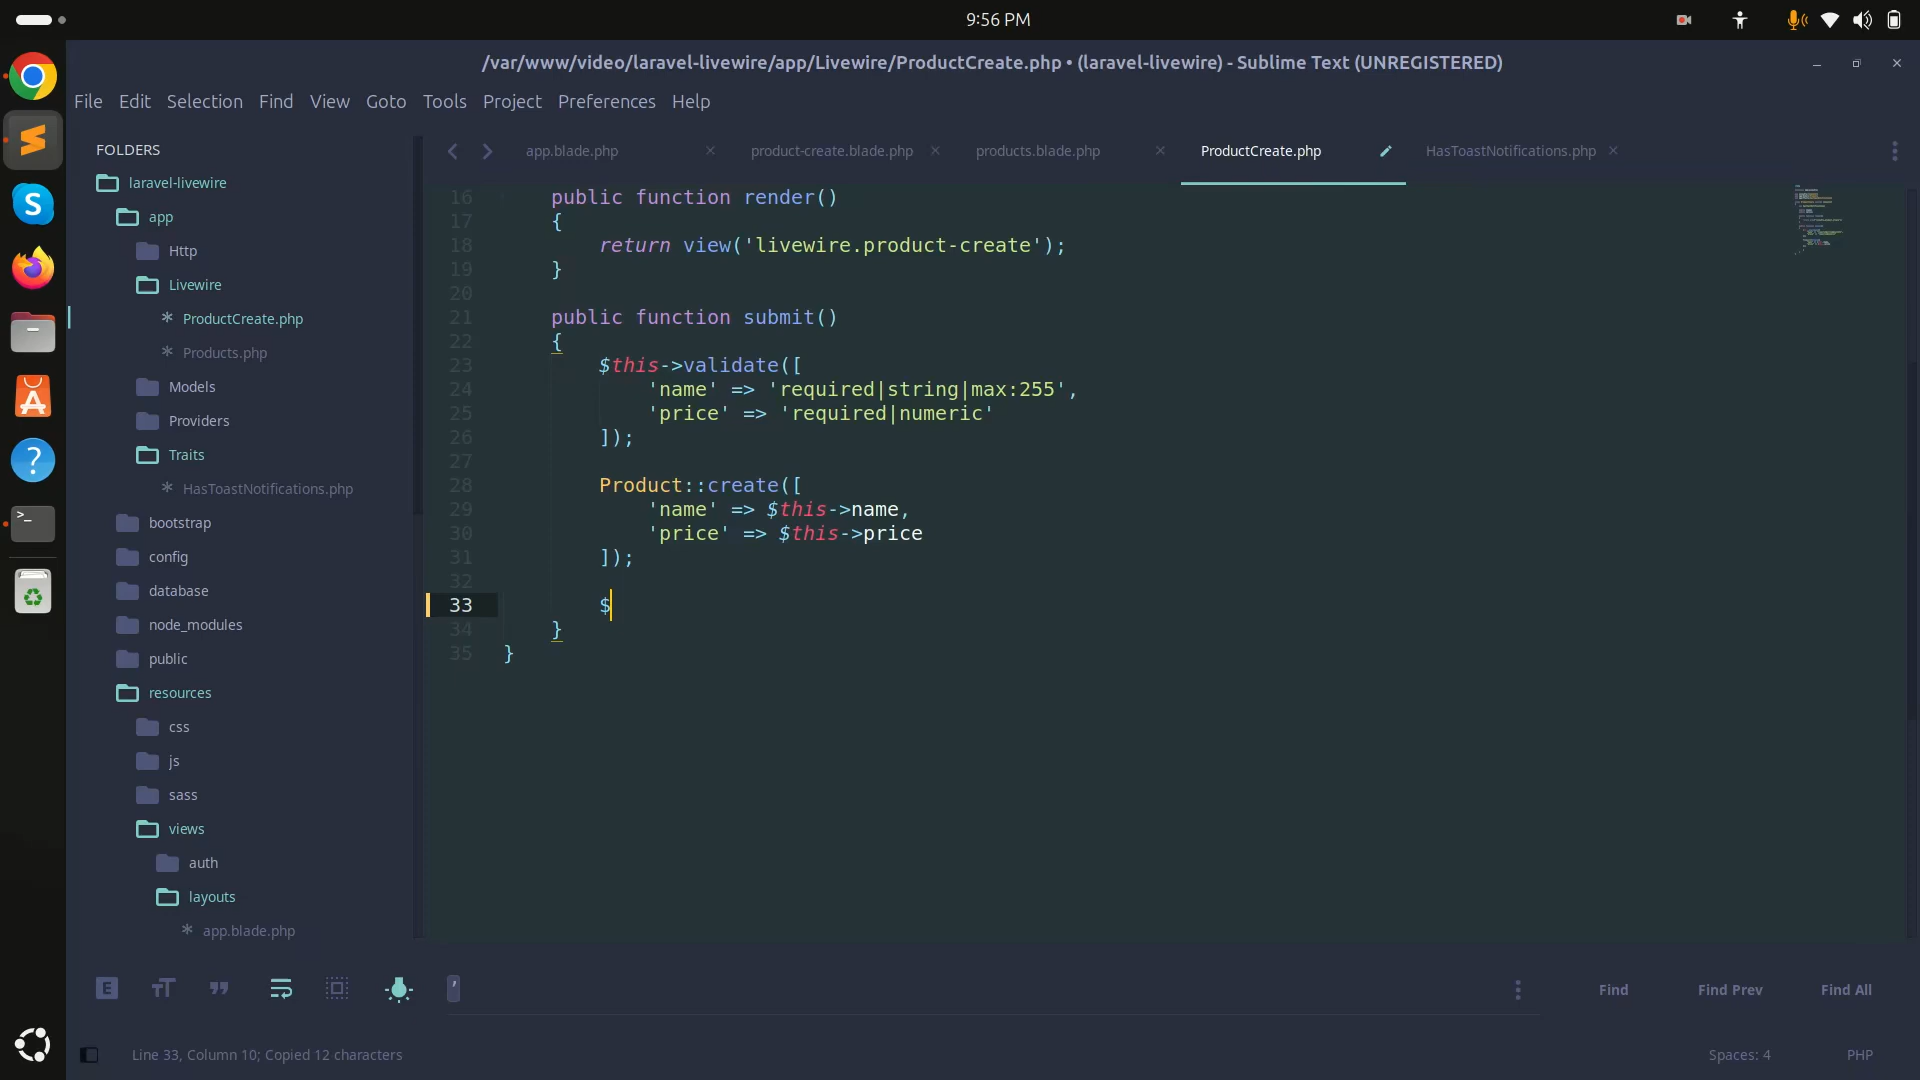 9:56 PM
/var/www/video/laravel-livewire/app/Livewire/ProductCreate.php • (laravel-livewire) - Sublime Text (UNREGISTERED)
File Edit Selection Find View Goto Tools Project Preferences Help
FOLDERS
laravel-livewire
app
Http
Livewire
ProductCreate.php
Products.php
Models
Providers
Traits
HasToastNotifications.php
bootstrap
config
database
node_modules
public
resources
css
js
sass
views
auth
layouts
app.blade.php
app.blade.php product-create.blade.php products.blade.php ProductCreate.php HasToastNotifications.php
16 public function render()
17 {
18 return view('livewire.product-create');
19 }
20
21 public function submit()
22 {
23 $this->validate([
24 'name' => 'required|string|max:255',
25 'price' => 'required|numeric'
26 ]);
27
28 Product::create([
29 'name' => $this->name,
30 'price' => $this->price
31 ]);
32
33 $
34 }
35 }
' Find Find Prev Find All
Line 33, Column 10; Copied 12 characters Spaces: 4 PHP